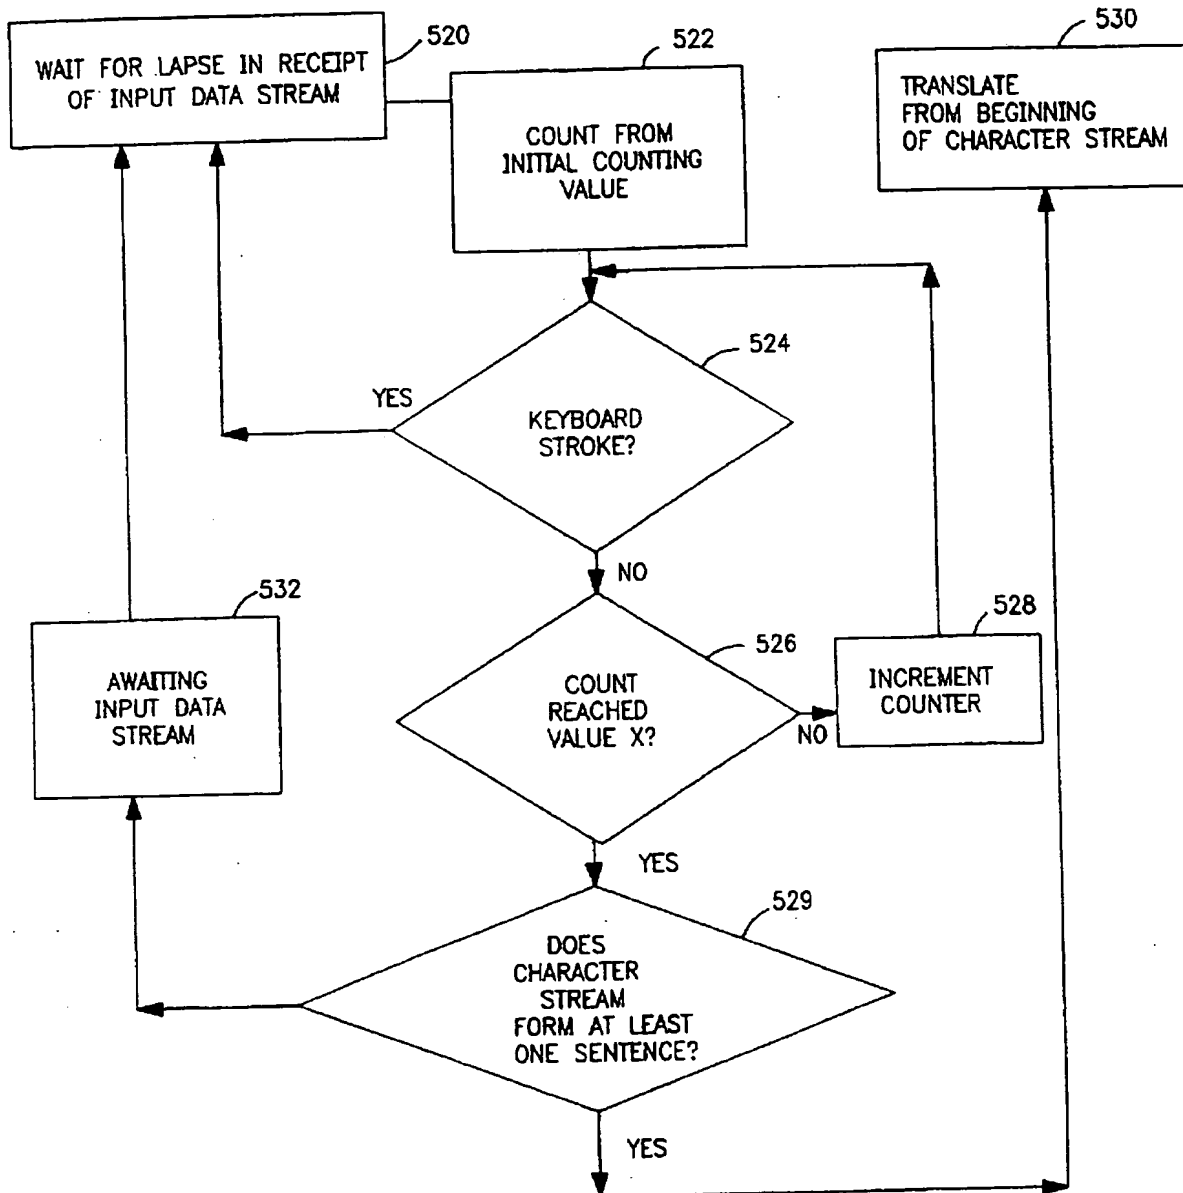 520
WAIT FOR LAPSE IN RECEIPT
OF INPUT DATA STREAM
522
COUNT FROM
INITIAL COUNTING
VALUE
530
TRANSLATE
FROM BEGINNING
OF CHARACTER STREAM
524
YES
KEYBOARD
STROKE?
NO
532
AWAITING
INPUT DATA
STREAM
526
COUNT
REACHED
VALUE X?
NO
528
INCREMENT
COUNTER
YES
529
DOES
CHARACTER
STREAM
FORM AT LEAST
ONE SENTENCE?
YES